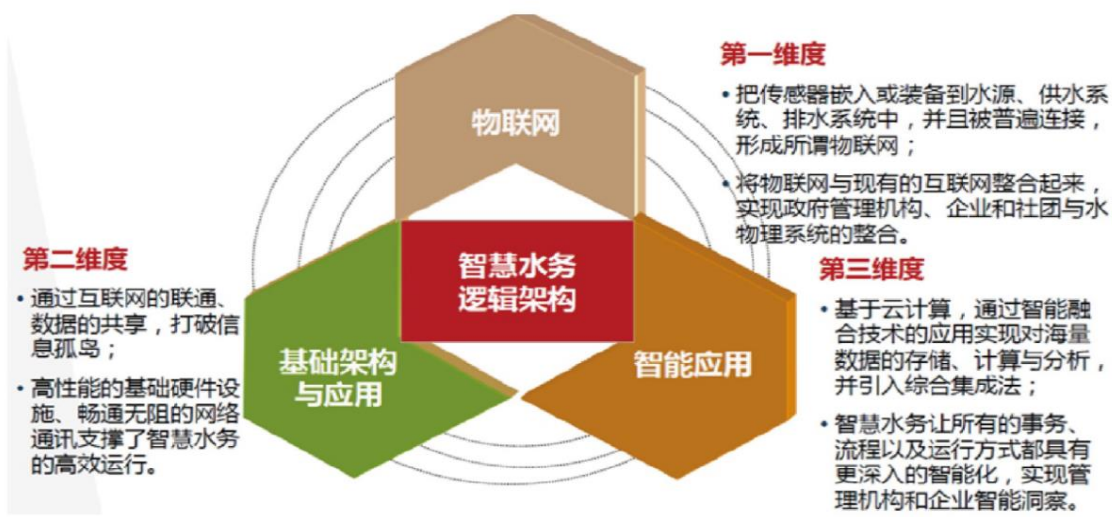 物联网
第一维度
• 把传感器嵌入或装备到水源、供水系
统、排水系统中，并且被普遍连接，
形成所谓物联网；
• 将物联网与现有的互联网整合起来，
实现政府管理机构、企业和社团与水
物理系统的整合。
智慧水务
逻辑架构
第二维度
• 通过互联网的联通、
数据的共享，打破信
息孤岛；
• 高性能的基础硬件设
施、畅通无阻的网络
通讯支撑了智慧水务
的高效运行。
基础架构
与应用
智能应用
第三维度
• 基于云计算，通过智能融
合技术的应用实现对海量
数据的存储、计算与分析，
并引入综合集成法；
• 智慧水务让所有的事务、
流程以及运行方式都具有
更深入的智能化，实现管
理机构和企业智能洞察。